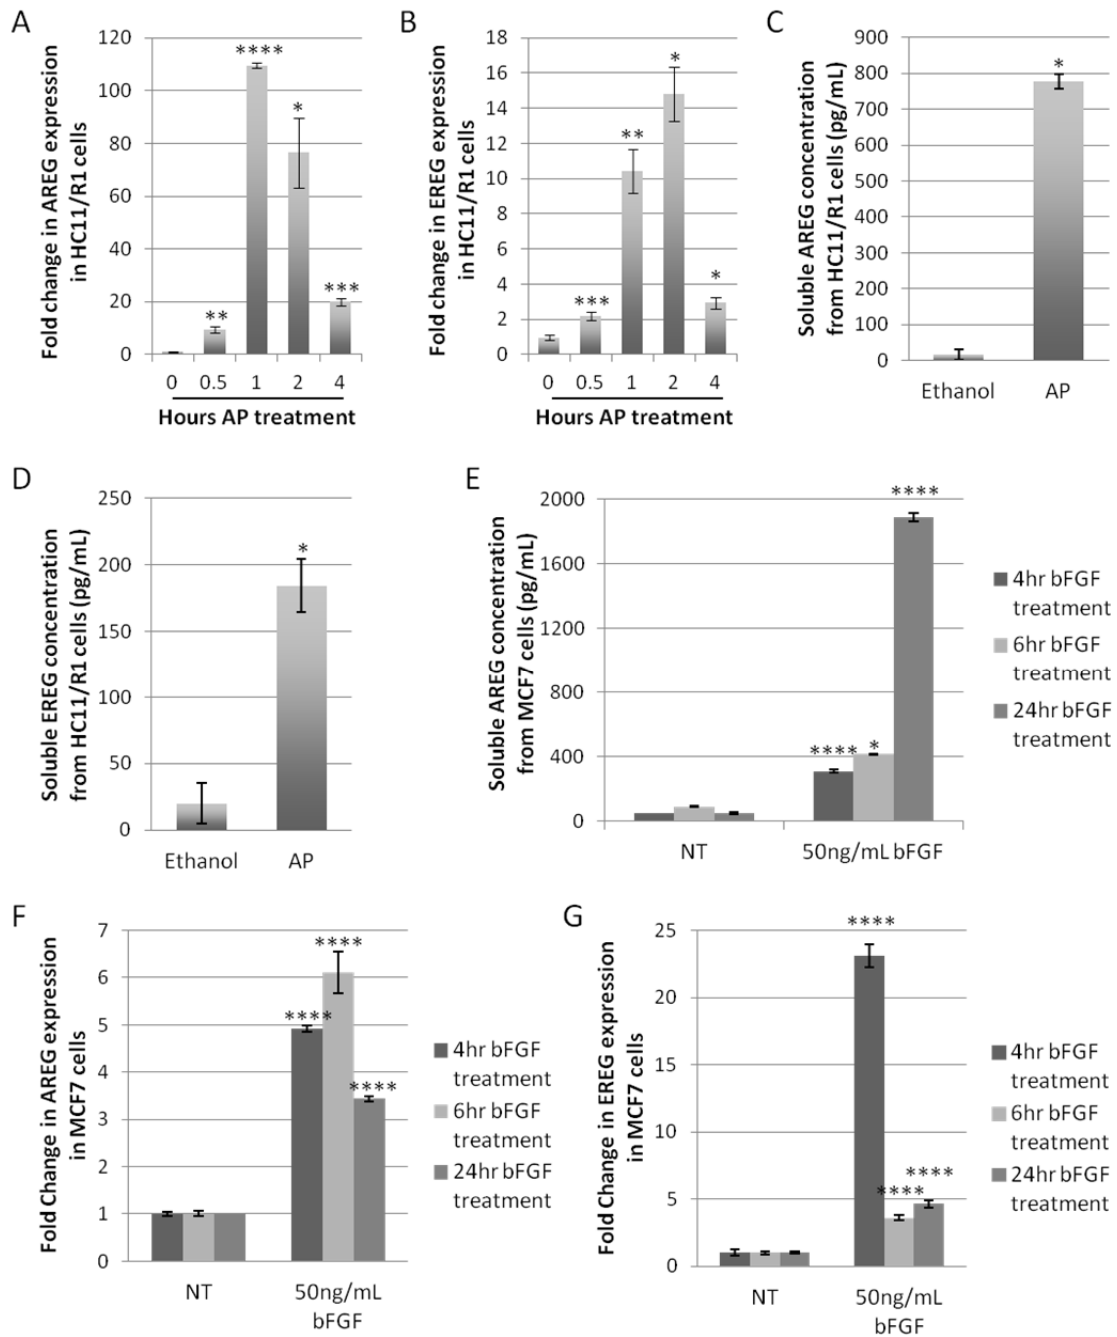 A
Fold change in AREG expression
in HC11/R1 cells
120
100
80
60
40
20
0
**
****
*
***
0 0.5 1 2 4
Hours AP treatment
B
Fold change in EREG expression
in HC11/R1 cells
18
16
14
12
10
8
6
4
2
0
***
**
*
*
0 0.5 1 2 4
Hours AP treatment
C
Soluble AREG concentration
from HC11/R1 cells (pg/mL)
900
800
700
600
500
400
300
200
100
0
*
Ethanol AP
D
Soluble EREG concentration
from HC11/R1 cells (pg/mL)
250
200
150
100
50
0
*
Ethanol AP
E
Soluble AREG concentration
from MCF7 cells (pg/mL)
2000
1600
1200
800
400
0
****
*
****
NT 50ng/mL bFGF
4hr bFGF
treatment
6hr bFGF
treatment
24hr bFGF
treatment
F
Fold Change in AREG expression
in MCF7 cells
7
6
5
4
3
2
1
0
****
****
****
NT 50ng/mL
bFGF
4hr bFGF
treatment
6hr bFGF
treatment
24hr bFGF
treatment
G
Fold Change in EREG expression
in MCF7 cells
25
20
15
10
5
0
****
****
****
NT 50ng/mL
bFGF
4hr bFGF
treatment
6hr bFGF
treatment
24hr bFGF
treatment